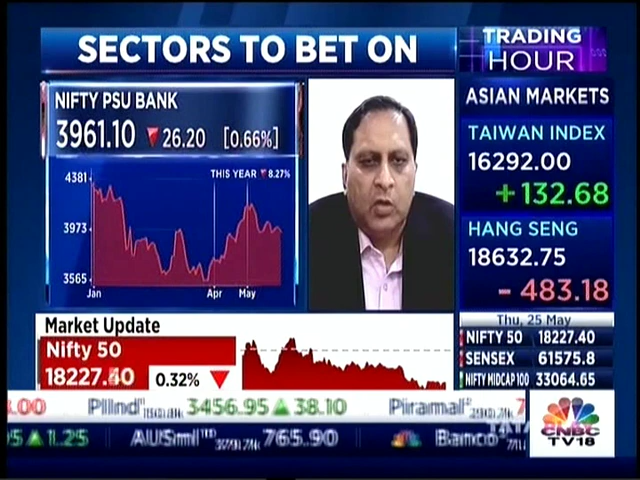 SECTORS TO BET ON
TRADING
HOUR
NIFTY PSU BANK
3961.10 ▼ 26.20 [0.66%]
THIS YEAR ▼ 8.27%
4381
3973
3565
Jan Apr May
ASIAN MARKETS
TAIWAN INDEX
16292.00
+132.68
HANG SENG
18632.75
- 483.18
Market Update
Nifty 50
18227.40 0.32% ▼
Thu, 25 May
NIFTY 50 18227.40
SENSEX 61575.8
NIFTY MIDCAP 100 33064.65
3456.95 ▲ 38.10
▲ 1.25 765.90
CNBC
TV18